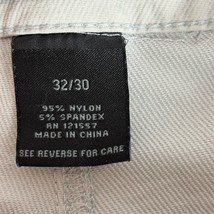 32/30
95% NYLON
5% SPANDEX
RN 121557
MADE IN CHINA
SEE REVERSE FOR CARE